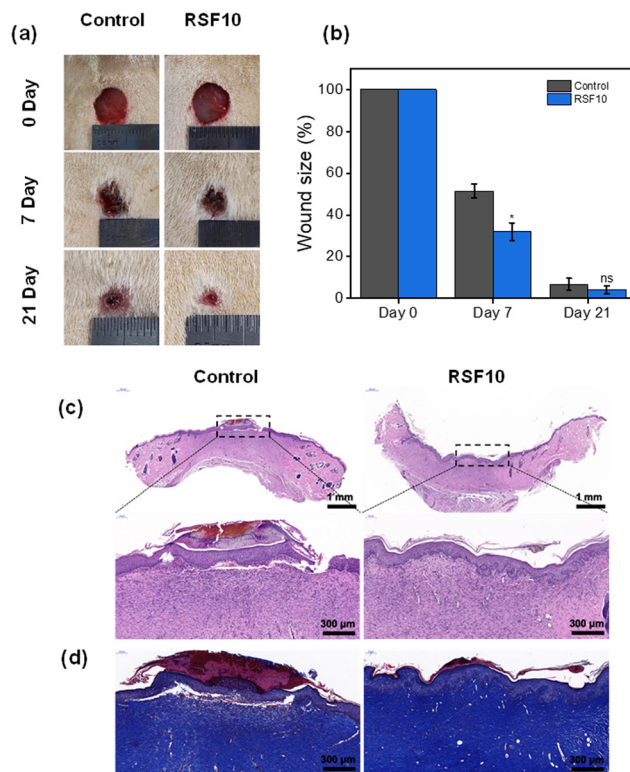 Control RSF10
(a)
0 Day
7 Day
21 Day
(b)
Control
RSF10
Wound size (%)
100
80
60
40
20
0
*
ns
Day 0 Day 7 Day 21
Control RSF10
(c)
1 mm 1 mm
300 µm 300 µm
(d)
300 µm 300 µm